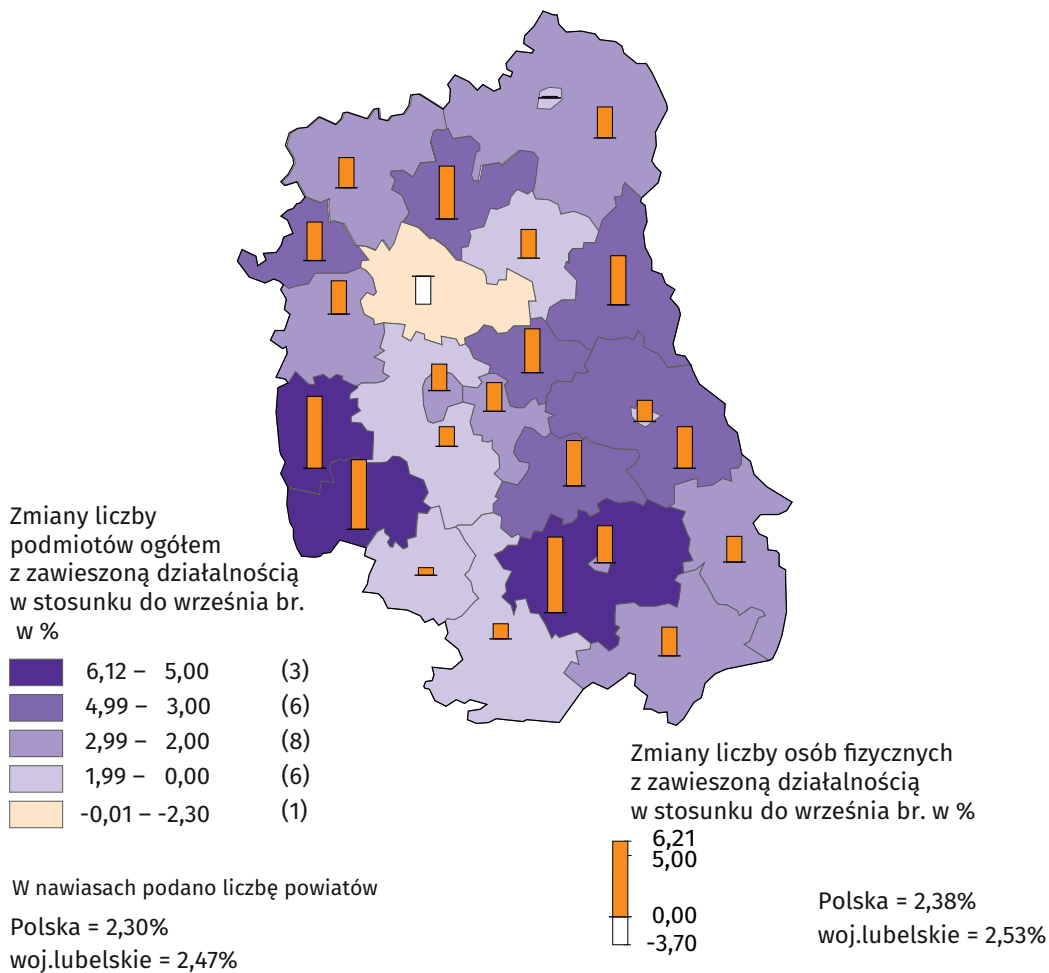 Zmiany liczby
podmiotów ogółem
z zawieszoną działalnością
w stosunku do września br.
w %
6,12 – 5,00 (3)
4,99 – 3,00 (6)
2,99 – 2,00 (8)
1,99 – 0,00 (6)
-0,01 – -2,30 (1)
W nawiasach podano liczbę powiatów
Polska = 2,30%
woj.lubelskie = 2,47%
Zmiany liczby osób fizycznych
z zawieszoną działalnością
w stosunku do września br. w %
6,21
5,00
0,00
-3,70
Polska = 2,38%
woj.lubelskie = 2,53%